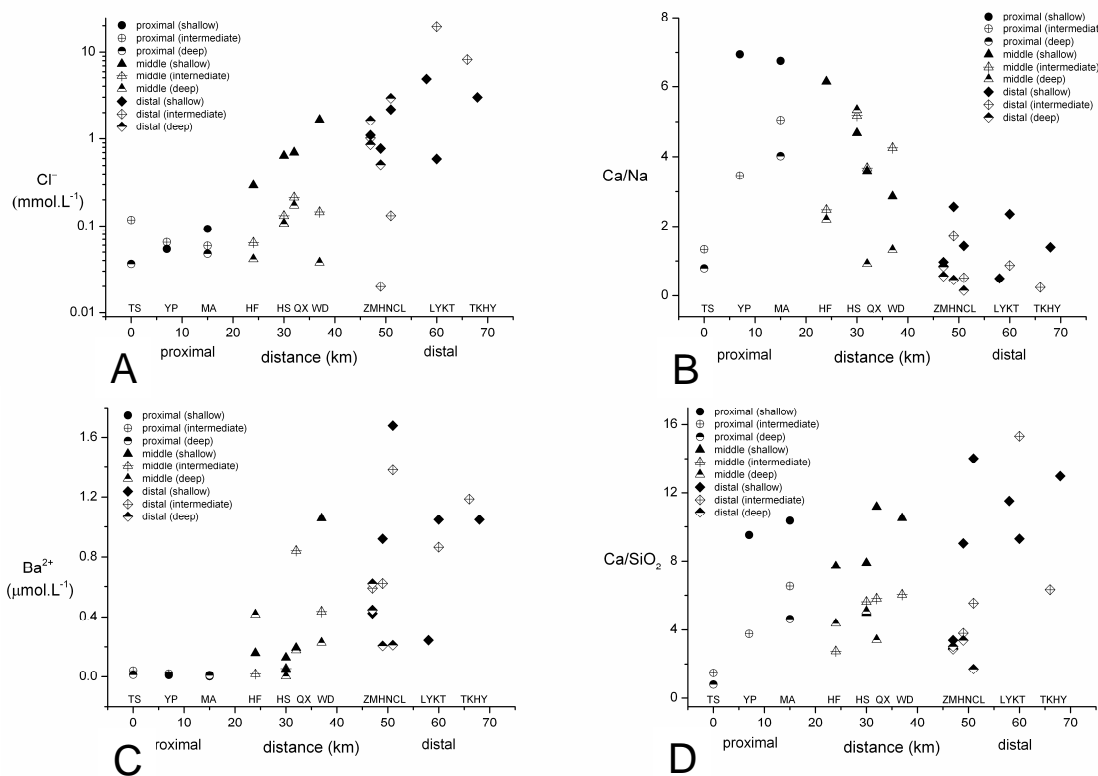 proximal (shallow)
proximal (intermediate)
proximal (deep)
middle (shallow)
middle (intermediate)
middle (deep)
distal (shallow)
distal (intermediate)
distal (deep)
10
1
0.1
0.01
Cl⁻
(mmol.L⁻¹)
TS YP MA HF HS QX WD ZMHNCL LYKT TKHY
0 10 20 30 40 50 60 70
proximal distance (km) distal
A
proximal (shallow)
proximal (intermediate
proximal (deep)
middle (shallow)
middle (intermediate)
middle (deep)
distal (shallow)
distal (intermediate)
distal (deep)
8
6
4
2
0
Ca/Na
TS YP MA HF HS QX WD ZMHNCL LYKT TKHY
0 10 20 30 40 50 60 70
proximal distance (km) distal
B
proximal (shallow)
proximal (intermediate)
proximal (deep)
middle (shallow)
middle (intermediate)
middle (deep)
distal (shallow)
distal (intermediate)
distal (deep)
1.6
1.2
0.8
0.4
0.0
Ba²⁺
(μmol.L⁻¹)
TS YP MA HF HS QX WD ZMHNCL LYKT TKHY
0 10 20 30 40 50 60 70
roximal distance (km) distal
C
proximal (shallow)
proximal (intermediate)
proximal (deep)
middle (shallow)
middle (intermediate)
middle (deep)
distal (shallow)
distal (intermediate)
distal (deep)
16
12
8
4
0
Ca/SiO₂
TS YP MA HF HS QX WD ZMHNCL LYKT TKHY
0 10 20 30 40 50 60 70
proximal distance (km) distal
D